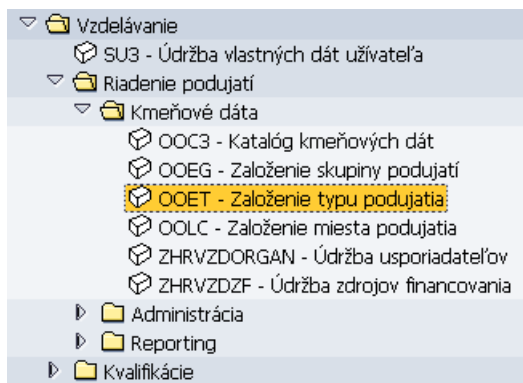 Vzdelávanie
SU3 - Údržba vlastných dát užívateľa
Riadenie podujatí
Kmeňové dáta
OOC3 - Katalóg kmeňových dát
OOEG - Založenie skupiny podujatí
OOET - Založenie typu podujatia
OOLC - Založenie miesta podujatia
ZHRVZDORGAN - Údržba usporiadateľov
ZHRVZDZF - Údržba zdrojov financovania
Administrácia
Reporting
Kvalifikácie